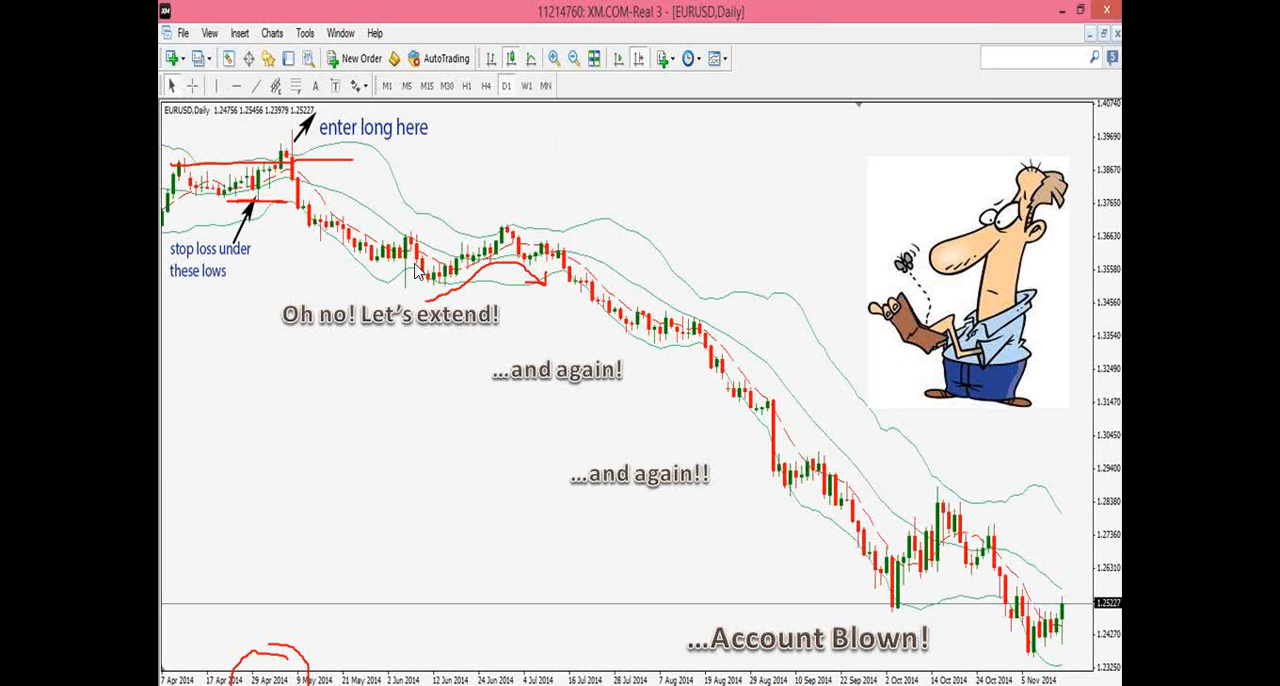 11214760: XM.COM-Real 3 - [EURUSD,Daily]
File View Insert Charts Tools Window Help
New Order AutoTrading
A T M1 M5 M15 M30 H1 H4 D1 W1 MN
EURUSD,Daily 1.24756 1.25456 1.23979 1.25227
enter long here
stop loss under
these lows
Oh no! Let's extend!
...and again!
...and again!!
...Account Blown!
1.40740
1.39690
1.38670
1.37650
1.36630
1.35580
1.34560
1.33540
1.32490
1.31470
1.30450
1.29400
1.28380
1.27360
1.26310
1.25227
1.24270
1.23250
7 Apr 2014 17 Apr 2014 29 Apr 2014 9 May 2014 21 May 2014 2 Jun 2014 12 Jun 2014 24 Jun 2014 4 Jul 2014 16 Jul 2014 28 Jul 2014 7 Aug 2014 19 Aug 2014 29 Aug 2014 10 Sep 2014 22 Sep 2014 2 Oct 2014 14 Oct 2014 24 Oct 2014 5 Nov 2014